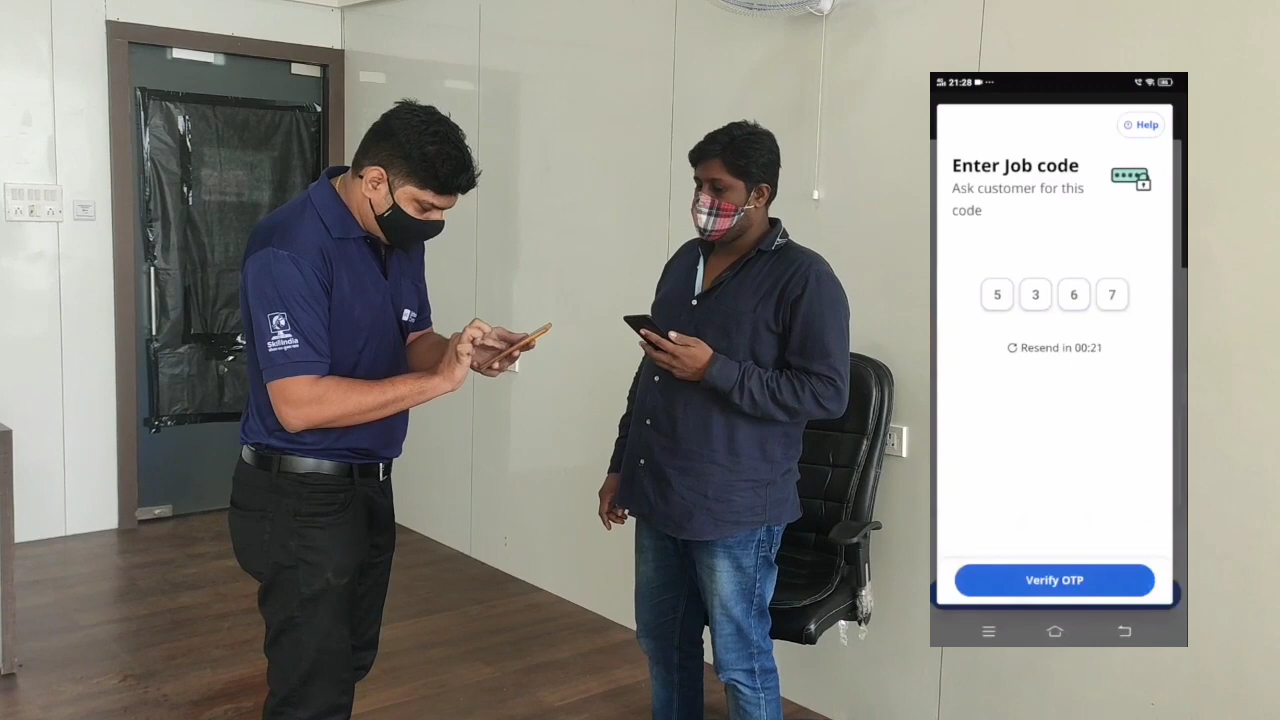 Skill India
21:28
Help
Enter Job code
Ask customer for this
code
5 3 6 7
Resend in 00:21
Verify OTP